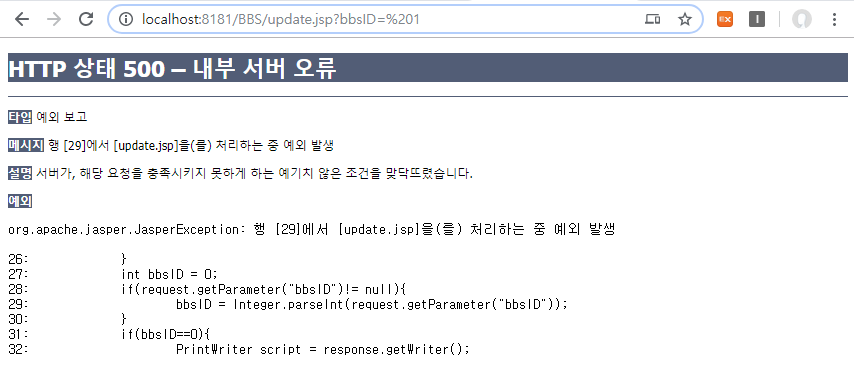 localhost:8181/BBS/update.jsp?bbsID=%201
HTTP 상태 500 – 내부 서버 오류
타입 예외 보고
메시지 행 [29]에서 [update.jsp]을(를) 처리하는 중 예외 발생
설명 서버가, 해당 요청을 충족시키지 못하게 하는 예기치 않은 조건을 맞닥뜨렸습니다.
예외
org.apache.jasper.JasperException: 행 [29]에서 [update.jsp]을(를) 처리하는 중 예외 발생
26: }
27: int bbsID = 0;
28: if(request.getParameter("bbsID")!= null){
29: bbsID = Integer.parseInt(request.getParameter("bbsID"));
30: }
31: if(bbsID==0){
32: PrintWriter script = response.getWriter();